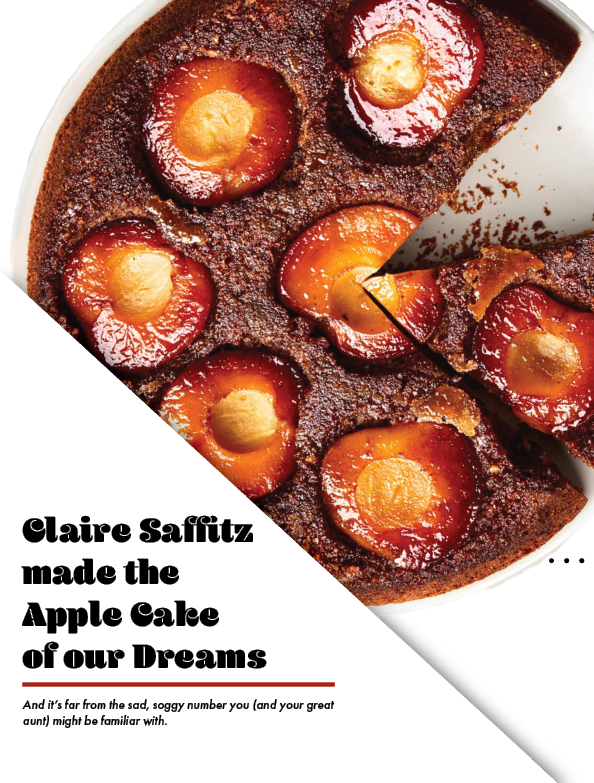 Claire Saffitz
made the
Apple Cake
of our Dreams
And it's far from the sad, soggy number you (and your great
aunt) might be familiar with.
...